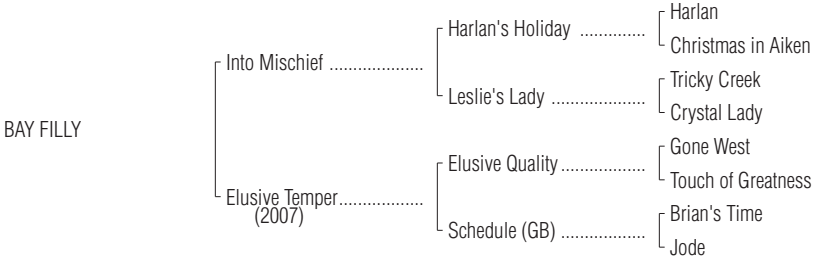 Harlan
Harlan's Holiday ..............
Christmas in Aiken
Into Mischief ....................
Tricky Creek
Leslie's Lady ....................
Crystal Lady
BAY FILLY
Gone West
Elusive Quality ..................
Touch of Greatness
Elusive Temper..................
(2007)
Brian's Time
Schedule (GB) ..................
Jode